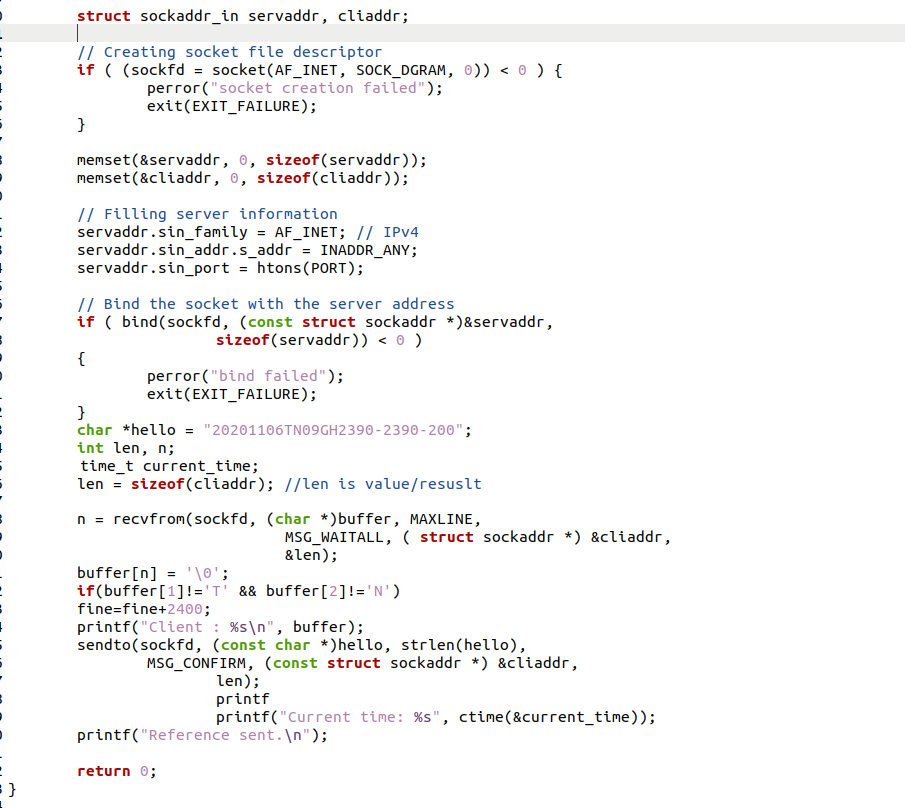 struct sockaddr_in servaddr, cliaddr;
// Creating socket file descriptor
if ( (sockfd = socket(AF_INET, SOCK_DGRAM, 0)) < 0 ) {
perror("socket creation failed");
exit(EXIT_FAILURE);
}
memset(&servaddr, 0, sizeof(servaddr));
memset(&cliaddr, 0, sizeof(cliaddr));
// Filling server information
servaddr.sin_family = AF_INET; // IPv4
servaddr.sin_addr.s_addr = INADDR_ANY;
servaddr.sin_port = htons(PORT);
// Bind the socket with the server address
if ( bind(sockfd, (const struct sockaddr *)&servaddr,
sizeof(servaddr)) < 0 )
{
perror("bind failed");
exit(EXIT_FAILURE);
}
char *hello = "20201106TN09GH2390-2390-200";
int len, n;
time_t current_time;
len = sizeof(cliaddr); //len is value/resuslt
n = recvfrom(sockfd, (char *)buffer, MAXLINE,
MSG_WAITALL, ( struct sockaddr *) &cliaddr,
&len);
buffer[n] = '\0';
if(buffer[1]!='T' && buffer[2]!='N')
fine=fine+2400;
printf("Client : %s\n", buffer);
sendto(sockfd, (const char *)hello, strlen(hello),
MSG_CONFIRM, (const struct sockaddr *) &cliaddr,
len);
printf
printf("Current time: %s", ctime(&current_time));
printf("Reference sent.\n");
return 0;
}